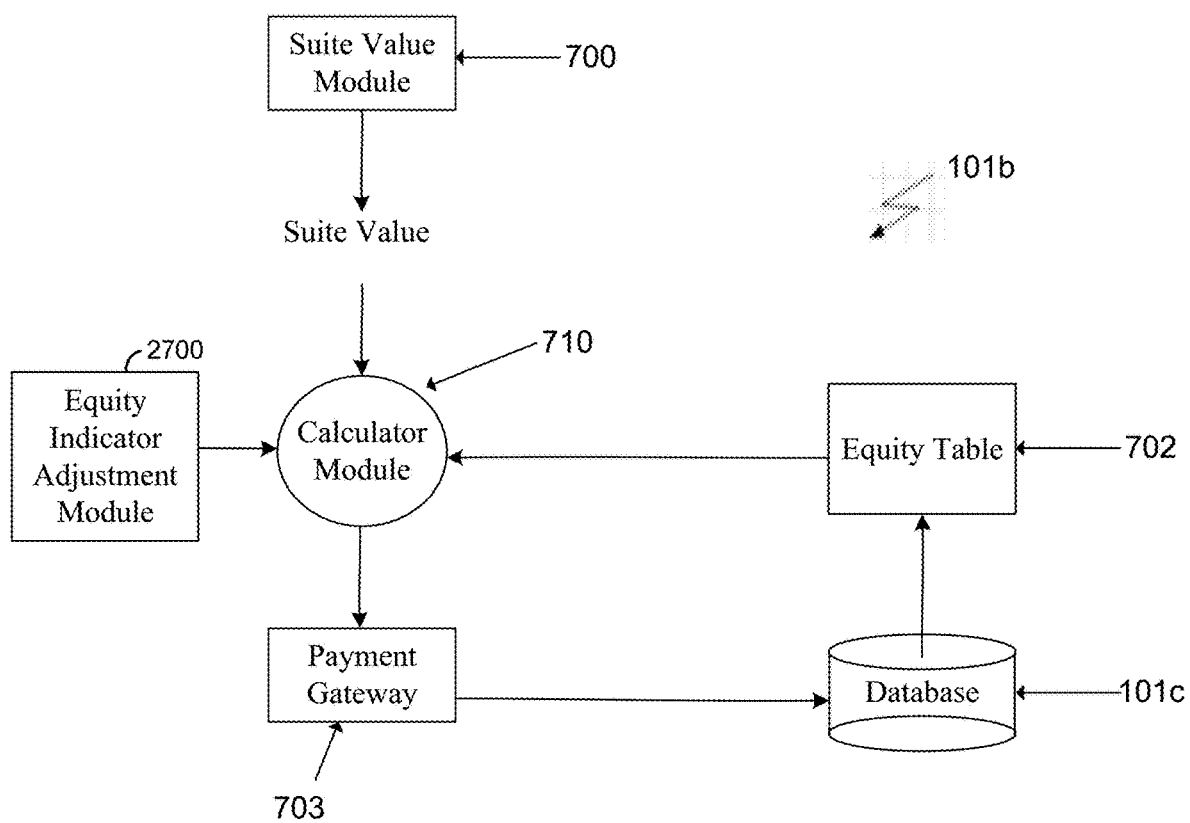 Suite Value
Module
700
101b
Suite Value
710
2700
Equity
Indicator
Adjustment
Module
Calculator
Module
Equity Table
702
Payment
Gateway
Database
101c
703